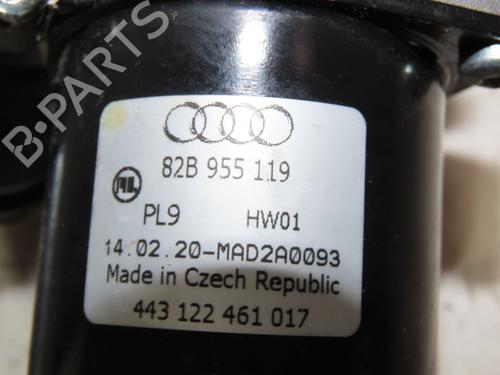 B-PARTS
82B 955 119
PL9 HW01
14.02.20-MAD2A0093
Made in Czech Republic
443 122 461 017